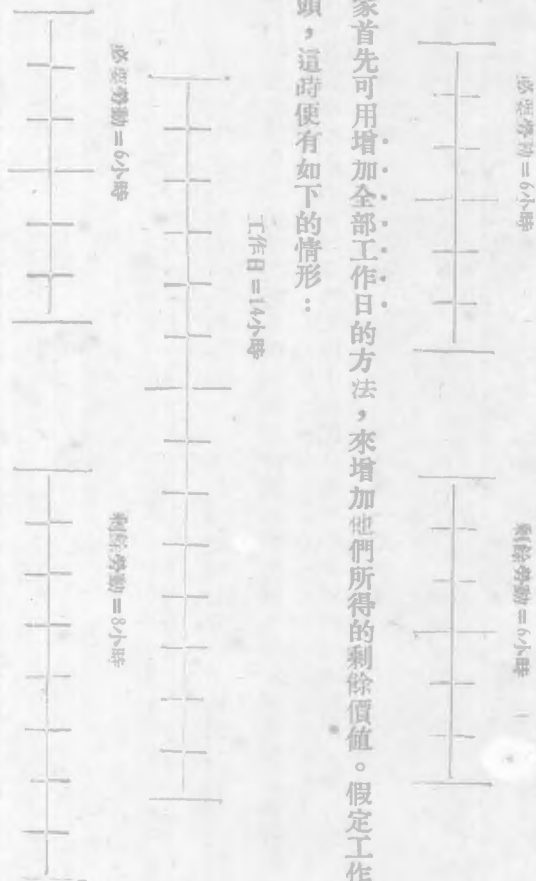 必要勞動＝6小時
剩餘勞動＝6小時
家首先可用增加全部工作日的方法，來增加他們所得的剩餘價值。假定工作
頭，這時便有如下的情形：
工作日＝14小時
必要勞動＝6小時
剩餘勞動＝8小時